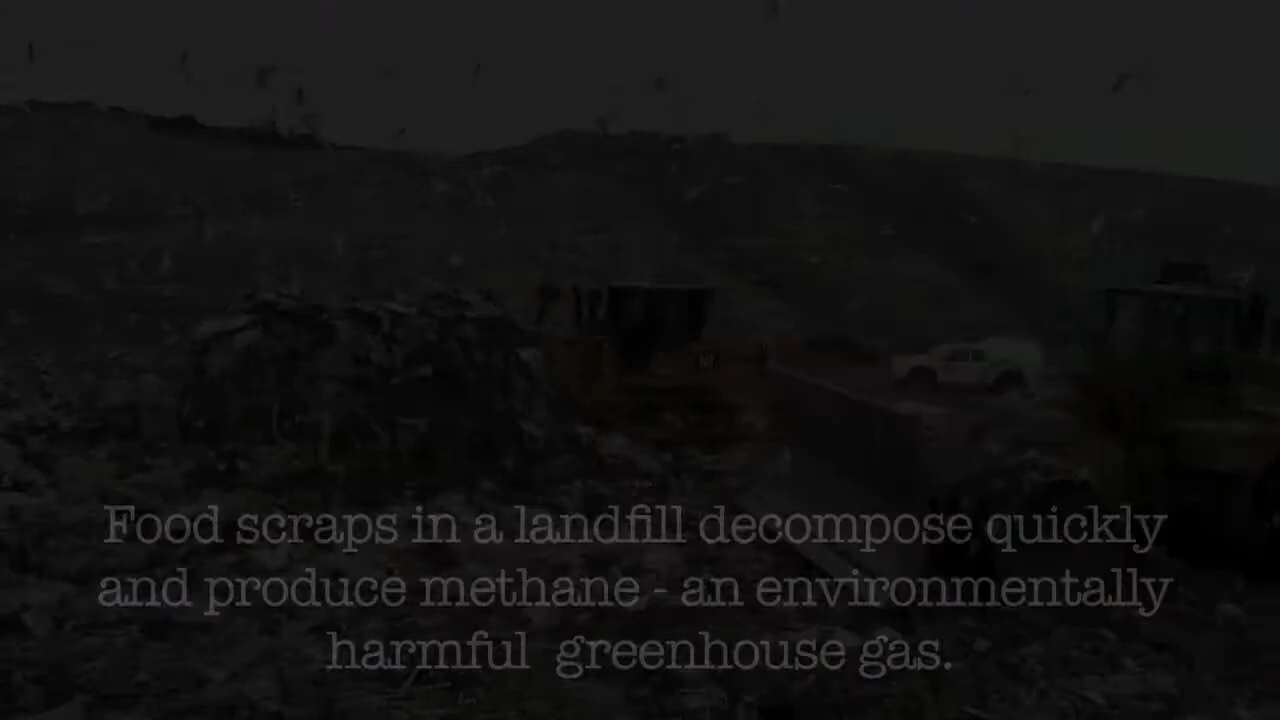 Food scraps in a landfill decompose quickly
and produce methane - an environmentally
harmful greenhouse gas.